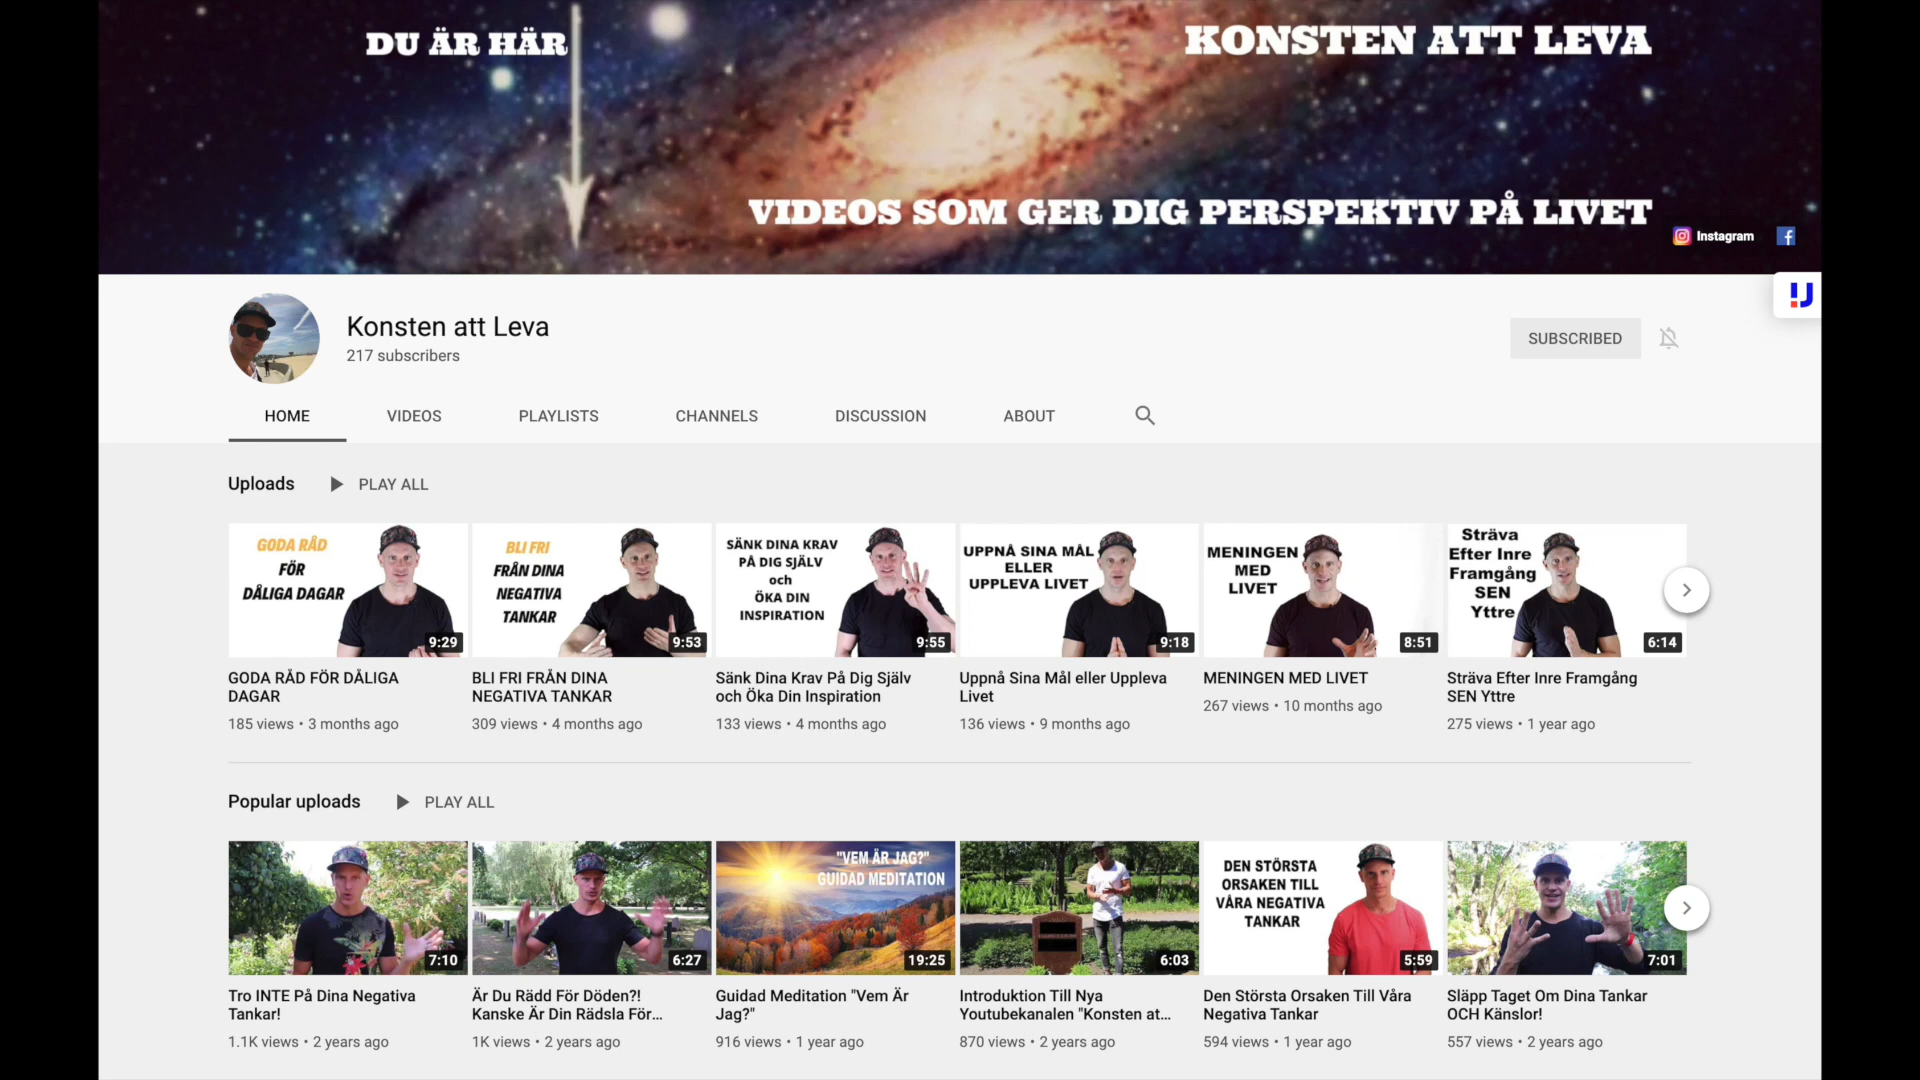 DU ÄR HÄR
KONSTEN ATT LEVA
VIDEOS SOM GER DIG PERSPEKTIV PÅ LIVET
Instagram
Konsten att Leva
217 subscribers
SUBSCRIBED
HOME
VIDEOS
PLAYLISTS
CHANNELS
DISCUSSION
ABOUT
Uploads
PLAY ALL
GODA RÅD
FÖR
DÅLIGA DAGAR
9:29
GODA RÅD FÖR DÅLIGA
DAGAR
185 views • 3 months ago
BLI FRI
FRÅN DINA
NEGATIVA
TANKAR
9:53
BLI FRI FRÅN DINA
NEGATIVA TANKAR
309 views • 4 months ago
SÄNK DINA KRAV
PÅ DIG SJÄLV
och
ÖKA DIN
INSPIRATION
9:55
Sänk Dina Krav På Dig Själv
och Öka Din Inspiration
133 views • 4 months ago
UPPNÅ SINA MÅL
ELLER
UPPLEVA LIVET
9:18
Uppnå Sina Mål eller Uppleva
Livet
136 views • 9 months ago
MENINGEN
MED
LIVET
8:51
MENINGEN MED LIVET
267 views • 10 months ago
Sträva
Efter Inre
Framgång
SEN
Yttre
6:14
Sträva Efter Inre Framgång
SEN Yttre
275 views • 1 year ago
Popular uploads
PLAY ALL
7:10
Tro INTE På Dina Negativa
Tankar!
1.1K views • 2 years ago
6:27
Är Du Rädd För Döden?!
Kanske Är Din Rädsla För...
1K views • 2 years ago
"VEM ÄR JAG?"
GUIDAD MEDITATION
19:25
Guidad Meditation "Vem Är
Jag?"
916 views • 1 year ago
6:03
Introduktion Till Nya
Youtubekanalen "Konsten at...
870 views • 2 years ago
DEN STÖRSTA
ORSAKEN TILL
VÅRA NEGATIVA
TANKAR
5:59
Den Största Orsaken Till Våra
Negativa Tankar
594 views • 1 year ago
7:01
Släpp Taget Om Dina Tankar
OCH Känslor!
557 views • 2 years ago